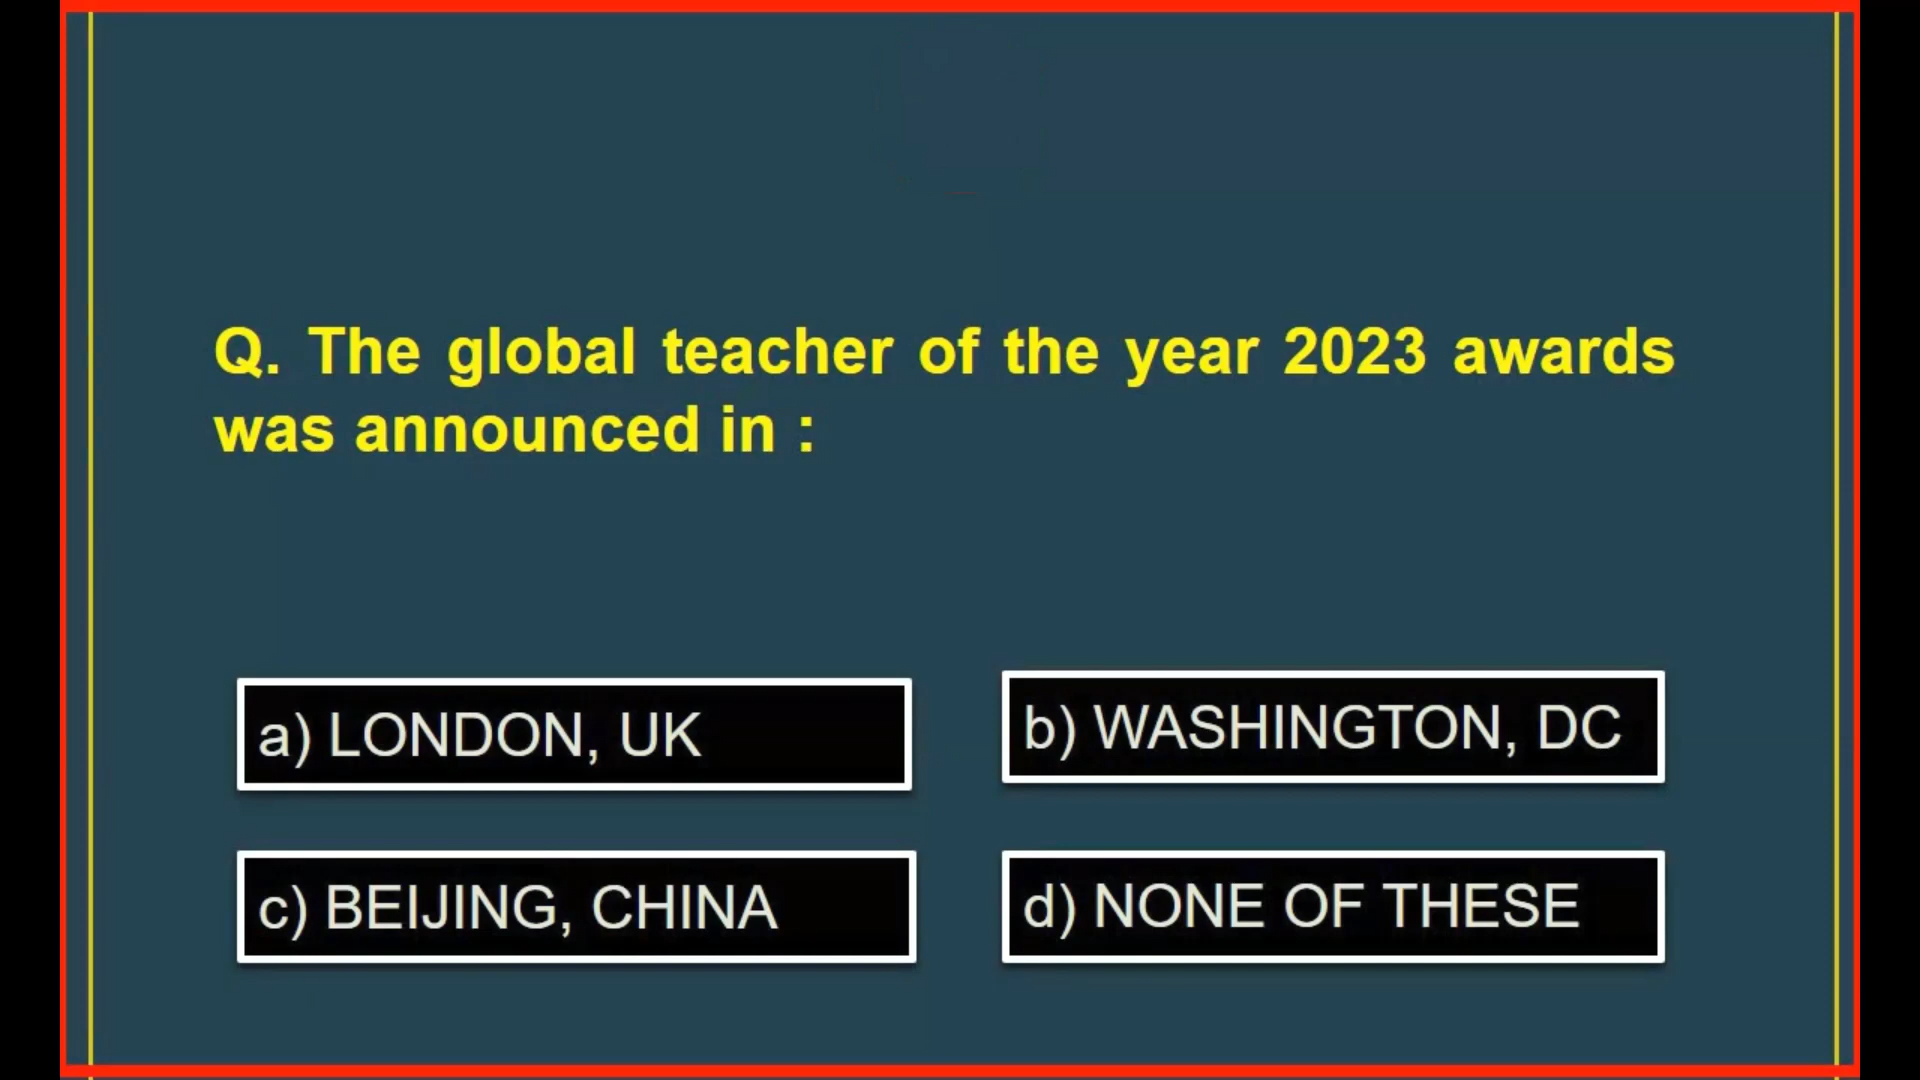 Q. The global teacher of the year 2023 awards
was announced in :
a) LONDON, UK
b) WASHINGTON, DC
c) BEIJING, CHINA
d) NONE OF THESE